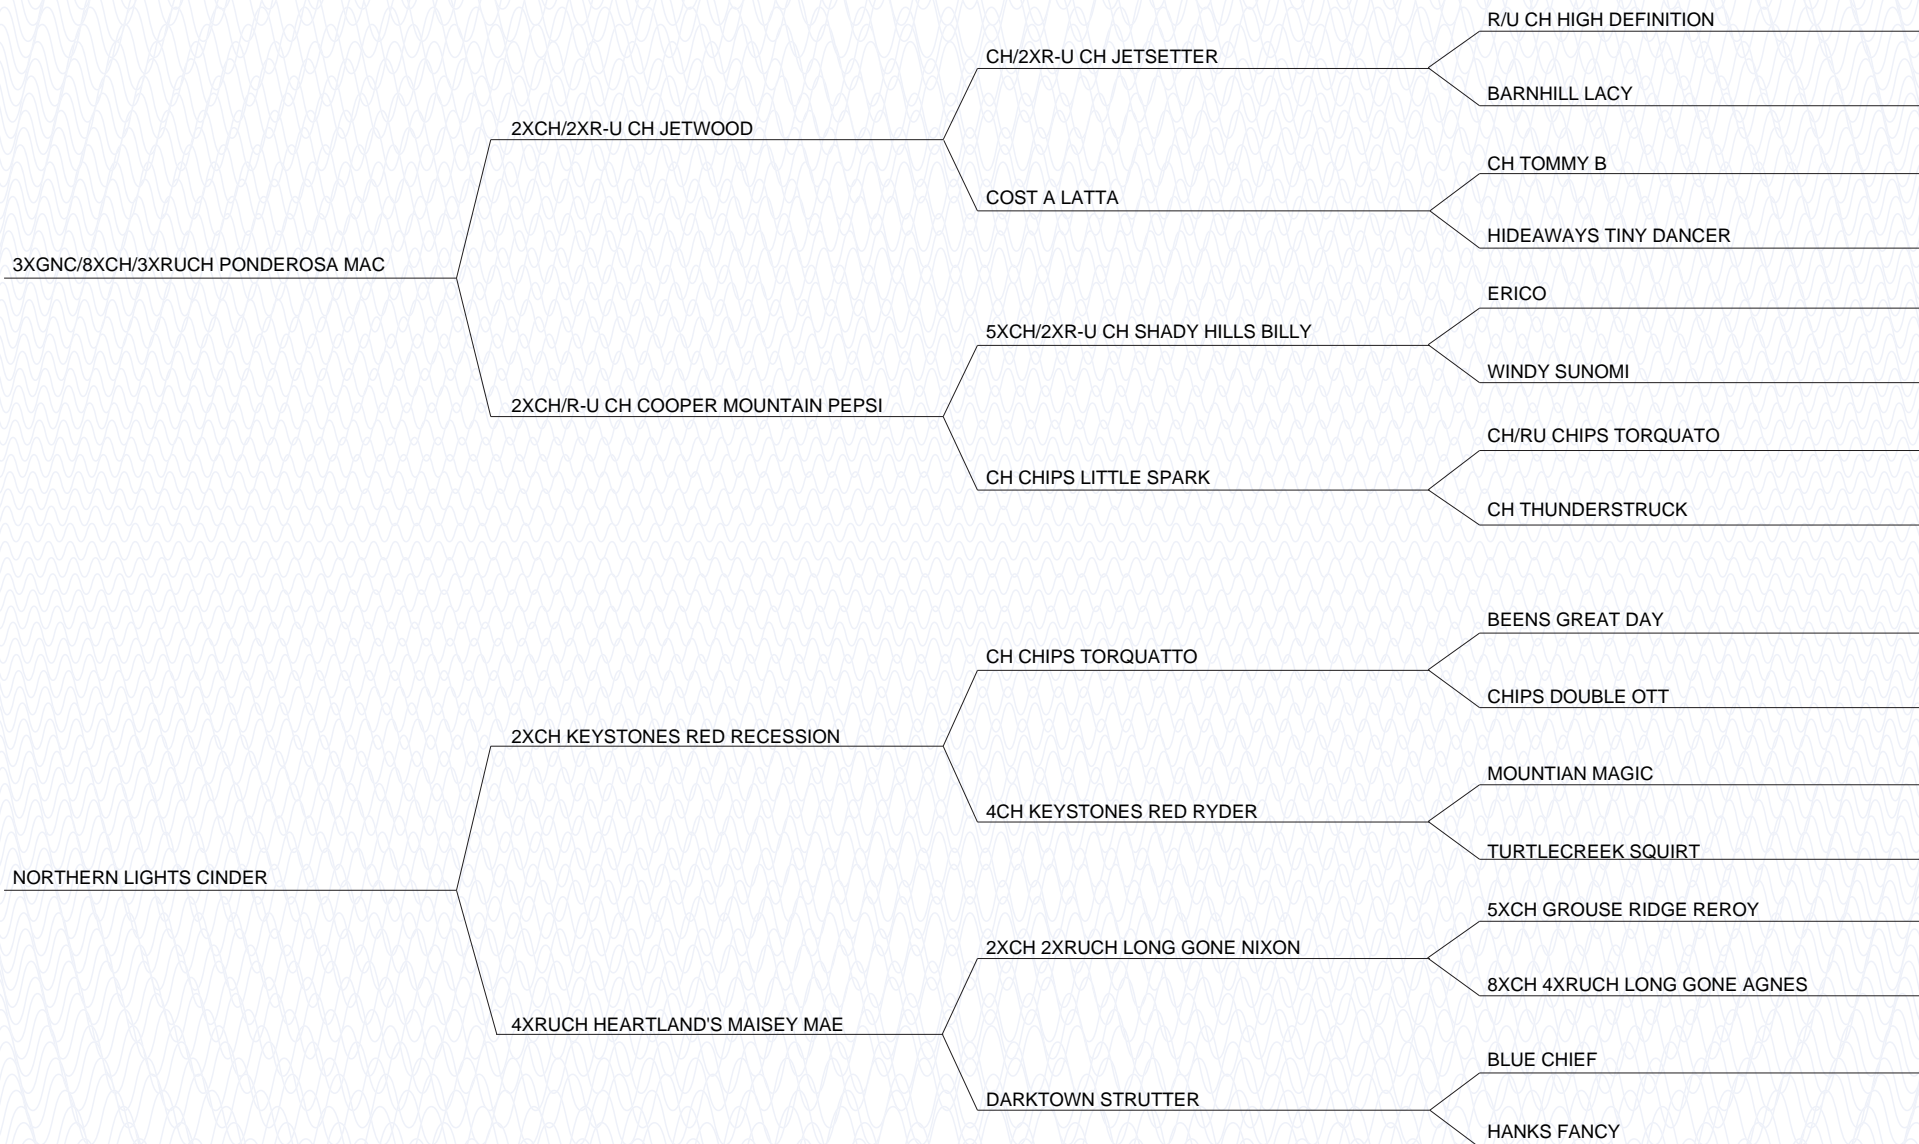 R/U CH HIGH DEFINITION
CH/2XR-U CH JETSETTER
BARNHILL LACY
2XCH/2XR-U CH JETWOOD
CH TOMMY B
COST A LATTA
HIDEAWAYS TINY DANCER
3XGNC/8XCH/3XRUCH PONDEROSA MAC
ERICO
5XCH/2XR-U CH SHADY HILLS BILLY
WINDY SUNOMI
2XCH/R-U CH COOPER MOUNTAIN PEPSI
CH/RU CHIPS TORQUATO
CH CHIPS LITTLE SPARK
CH THUNDERSTRUCK
BEENS GREAT DAY
CH CHIPS TORQUATTO
CHIPS DOUBLE OTT
2XCH KEYSTONES RED RECESSION
MOUNTIAN MAGIC
4CH KEYSTONES RED RYDER
TURTLECREEK SQUIRT
NORTHERN LIGHTS CINDER
5XCH GROUSE RIDGE REROY
2XCH 2XRUCH LONG GONE NIXON
8XCH 4XRUCH LONG GONE AGNES
4XRUCH HEARTLAND'S MAISEY MAE
BLUE CHIEF
DARKTOWN STRUTTER
HANKS FANCY